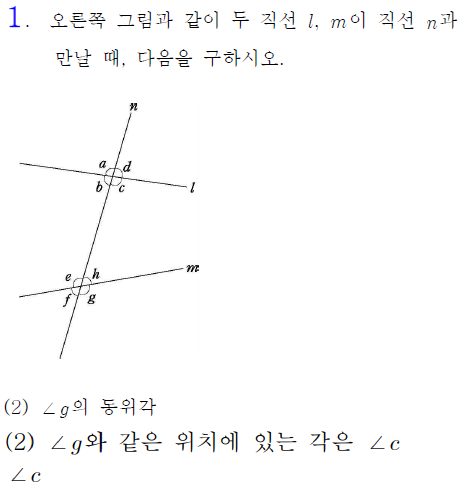 1. 오른쪽 그림과 같이 두 직선 l, m이 직선 n과
만날 때, 다음을 구하시오.
n
a d
b c
l
e h
m
f g
(2) ∠g의 동위각
(2) ∠g와 같은 위치에 있는 각은 ∠c
∠c